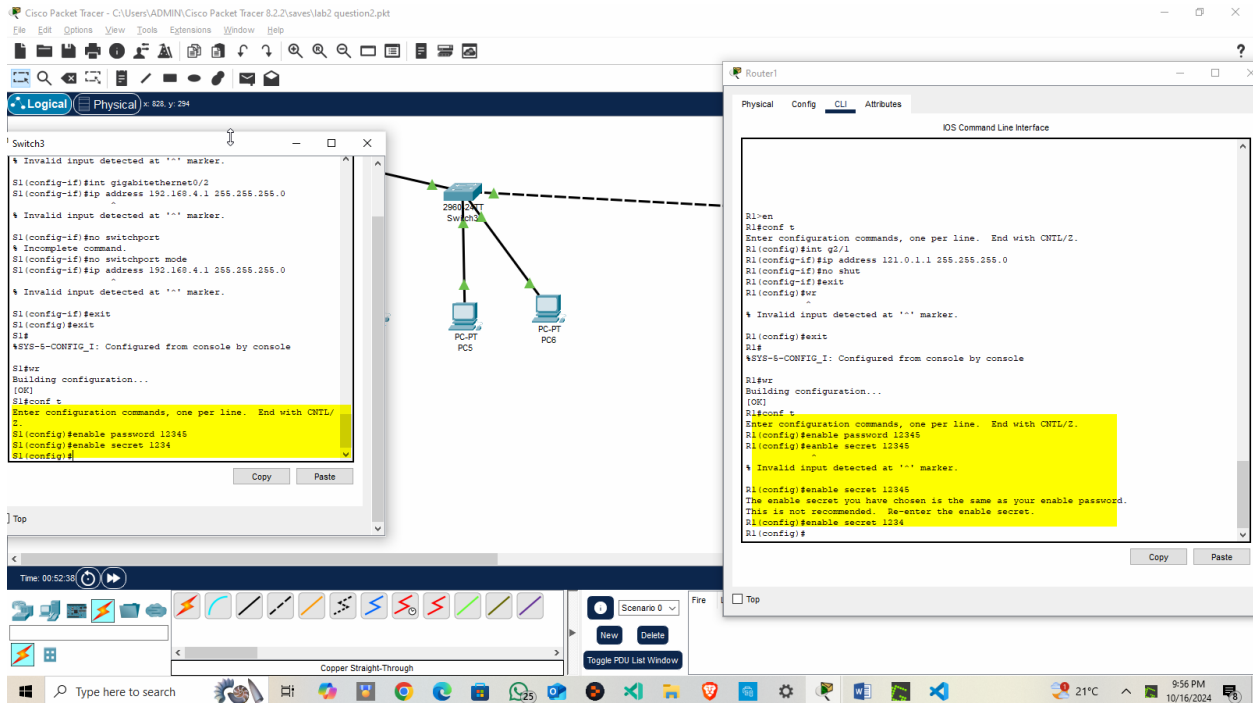 Cisco Packet Tracer - C:\Users\ADMIN\Cisco Packet Tracer 8.2.2\saves\lab2 question2.pkt
File Edit Options View Tools Extensions Window Help
?
Logical Physical x: 828, y: 294
Switch3
% Invalid input detected at '^' marker.
S1(config-if)#int gigabitethernet0/2
S1(config-if)#ip address 192.168.4.1 255.255.255.0
^
% Invalid input detected at '^' marker.
S1(config-if)#no switchport
% Incomplete command.
S1(config-if)#no switchport mode
S1(config-if)#ip address 192.168.4.1 255.255.255.0
^
% Invalid input detected at '^' marker.
S1(config-if)#exit
S1(config)#exit
S1#
%SYS-5-CONFIG_I: Configured from console by console
S1#wr
Building configuration...
[OK]
S1#conf t
Enter configuration commands, one per line. End with CNTL/
Z.
S1(config)#enable password 12345
S1(config)#enable secret 1234
S1(config)#
Copy Paste
Top
2960-24TT
Switch3
PC-PT
PC5
PC-PT
PC6
Router1
Physical Config CLI Attributes
IOS Command Line Interface
R1>en
R1#conf t
Enter configuration commands, one per line. End with CNTL/Z.
R1(config)#int g2/1
R1(config-if)#ip address 121.0.1.1 255.255.255.0
R1(config-if)#no shut
R1(config-if)#exit
R1(config)#wr
^
% Invalid input detected at '^' marker.
R1(config)#exit
R1#
%SYS-5-CONFIG_I: Configured from console by console
R1#wr
Building configuration...
[OK]
R1#conf t
Enter configuration commands, one per line. End with CNTL/Z.
R1(config)#enable password 12345
R1(config)#eanble secret 12345
^
% Invalid input detected at '^' marker.
R1(config)#enable secret 12345
The enable secret you have chosen is the same as your enable password.
This is not recommended. Re-enter the enable secret.
R1(config)#enable secret 1234
R1(config)#
Copy Paste
Top
Time: 00:52:38
Scenario 0
Fire
New Delete
Toggle PDU List Window
Copper Straight-Through
Type here to search
25
21°C
9:56 PM
10/16/2024
8